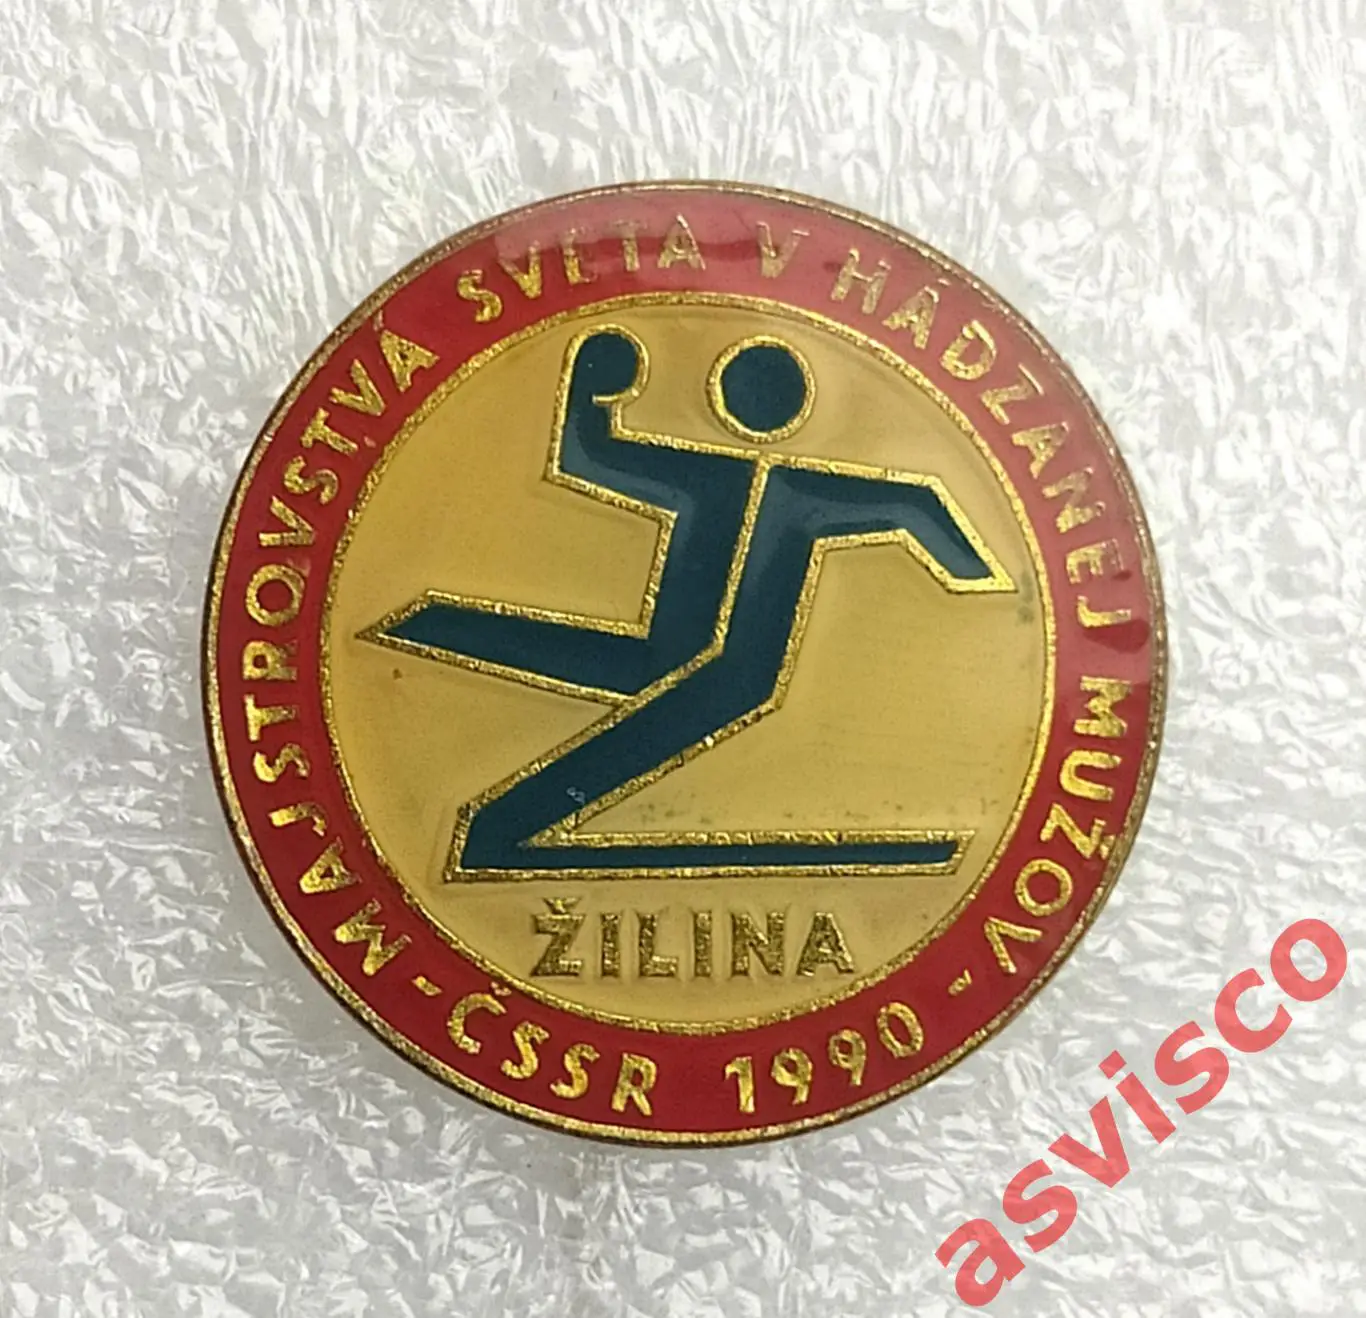 MAJSTROVSTVÁ SVETA V HÁDZANEJ MUŽOV -
ŽILINA
- ČSSR 1990
asvisco